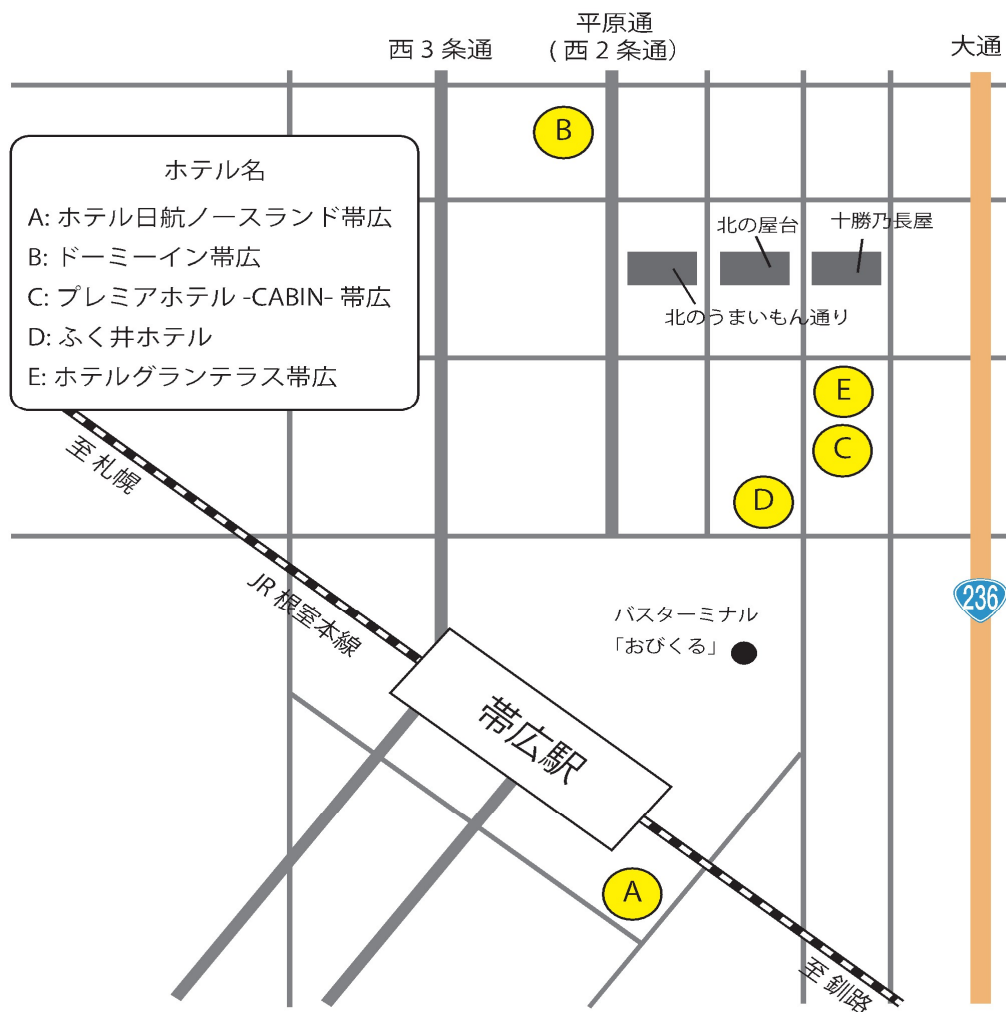 平原通
西3条通
(西2条通)
大通
B
ホテル名
A: ホテル日航ノースランド帯広
B: ドーミーイン帯広
C: プレミアホテル -CABIN- 帯広
D: ふく井ホテル
E: ホテルグランテラス帯広
北の屋台
十勝乃長屋
北のうまいもん通り
E
C
D
至 札幌
JR 根室本線
236
バスターミナル
「おびくる」
帯広駅
A
至 釧路